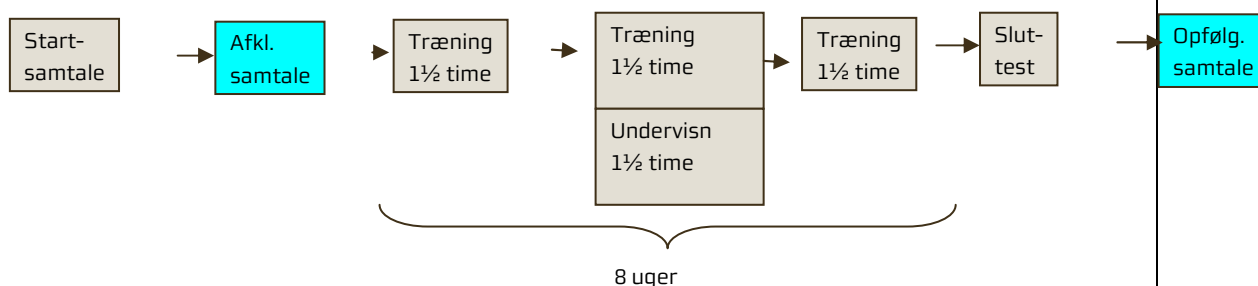 Start-
samtale
Afkl.
samtale
Træning
1½ time
Træning
1½ time
Undervisn
1½ time
Træning
1½ time
Slut-
test
Opfølg.
samtale
8 uger